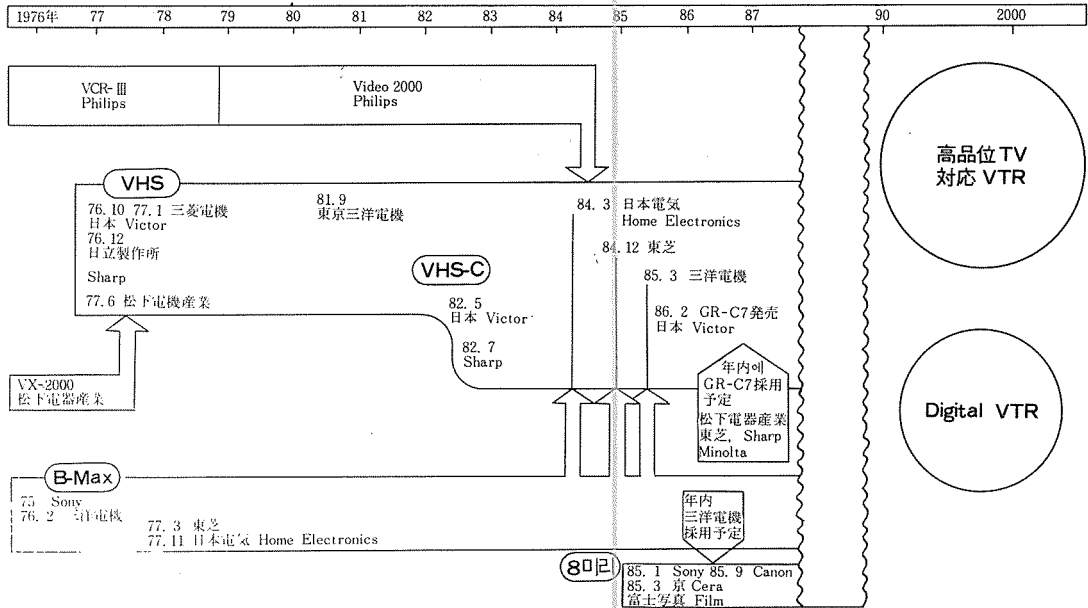 1976年 77 78 79 80 81 82 83 84 85 86 87 90 2000
VCR-Ⅲ
Philips
Video 2000
Philips
高品位 TV
対応 VTR
VHS
76.10 77.1 三菱電機
日本 Victor
76.12
日立製作所
Sharp
77.6 松下電機産業
81.9
東京三洋電機
VHS-C
82.5
日本 Victor
82.7
Sharp
84.3 日本電気
Home Electronics
84.12 東芝
85.3 三洋電機
86.2 GR-C7発売
日本 Victor
年内에
GR-C7採用
予定
松下電器産業
東芝, Sharp
Minolta
VX-2000
松下電器産業
Digital VTR
B-Max
75 Sony
76.2 洋電機
77.3 東芝
77.11 日本電気 Home Electronics
年内
三洋電機
採用予定
8미리
85.1 Sony 85.9 Canon
85.3 京 Cera
富士写真 Film